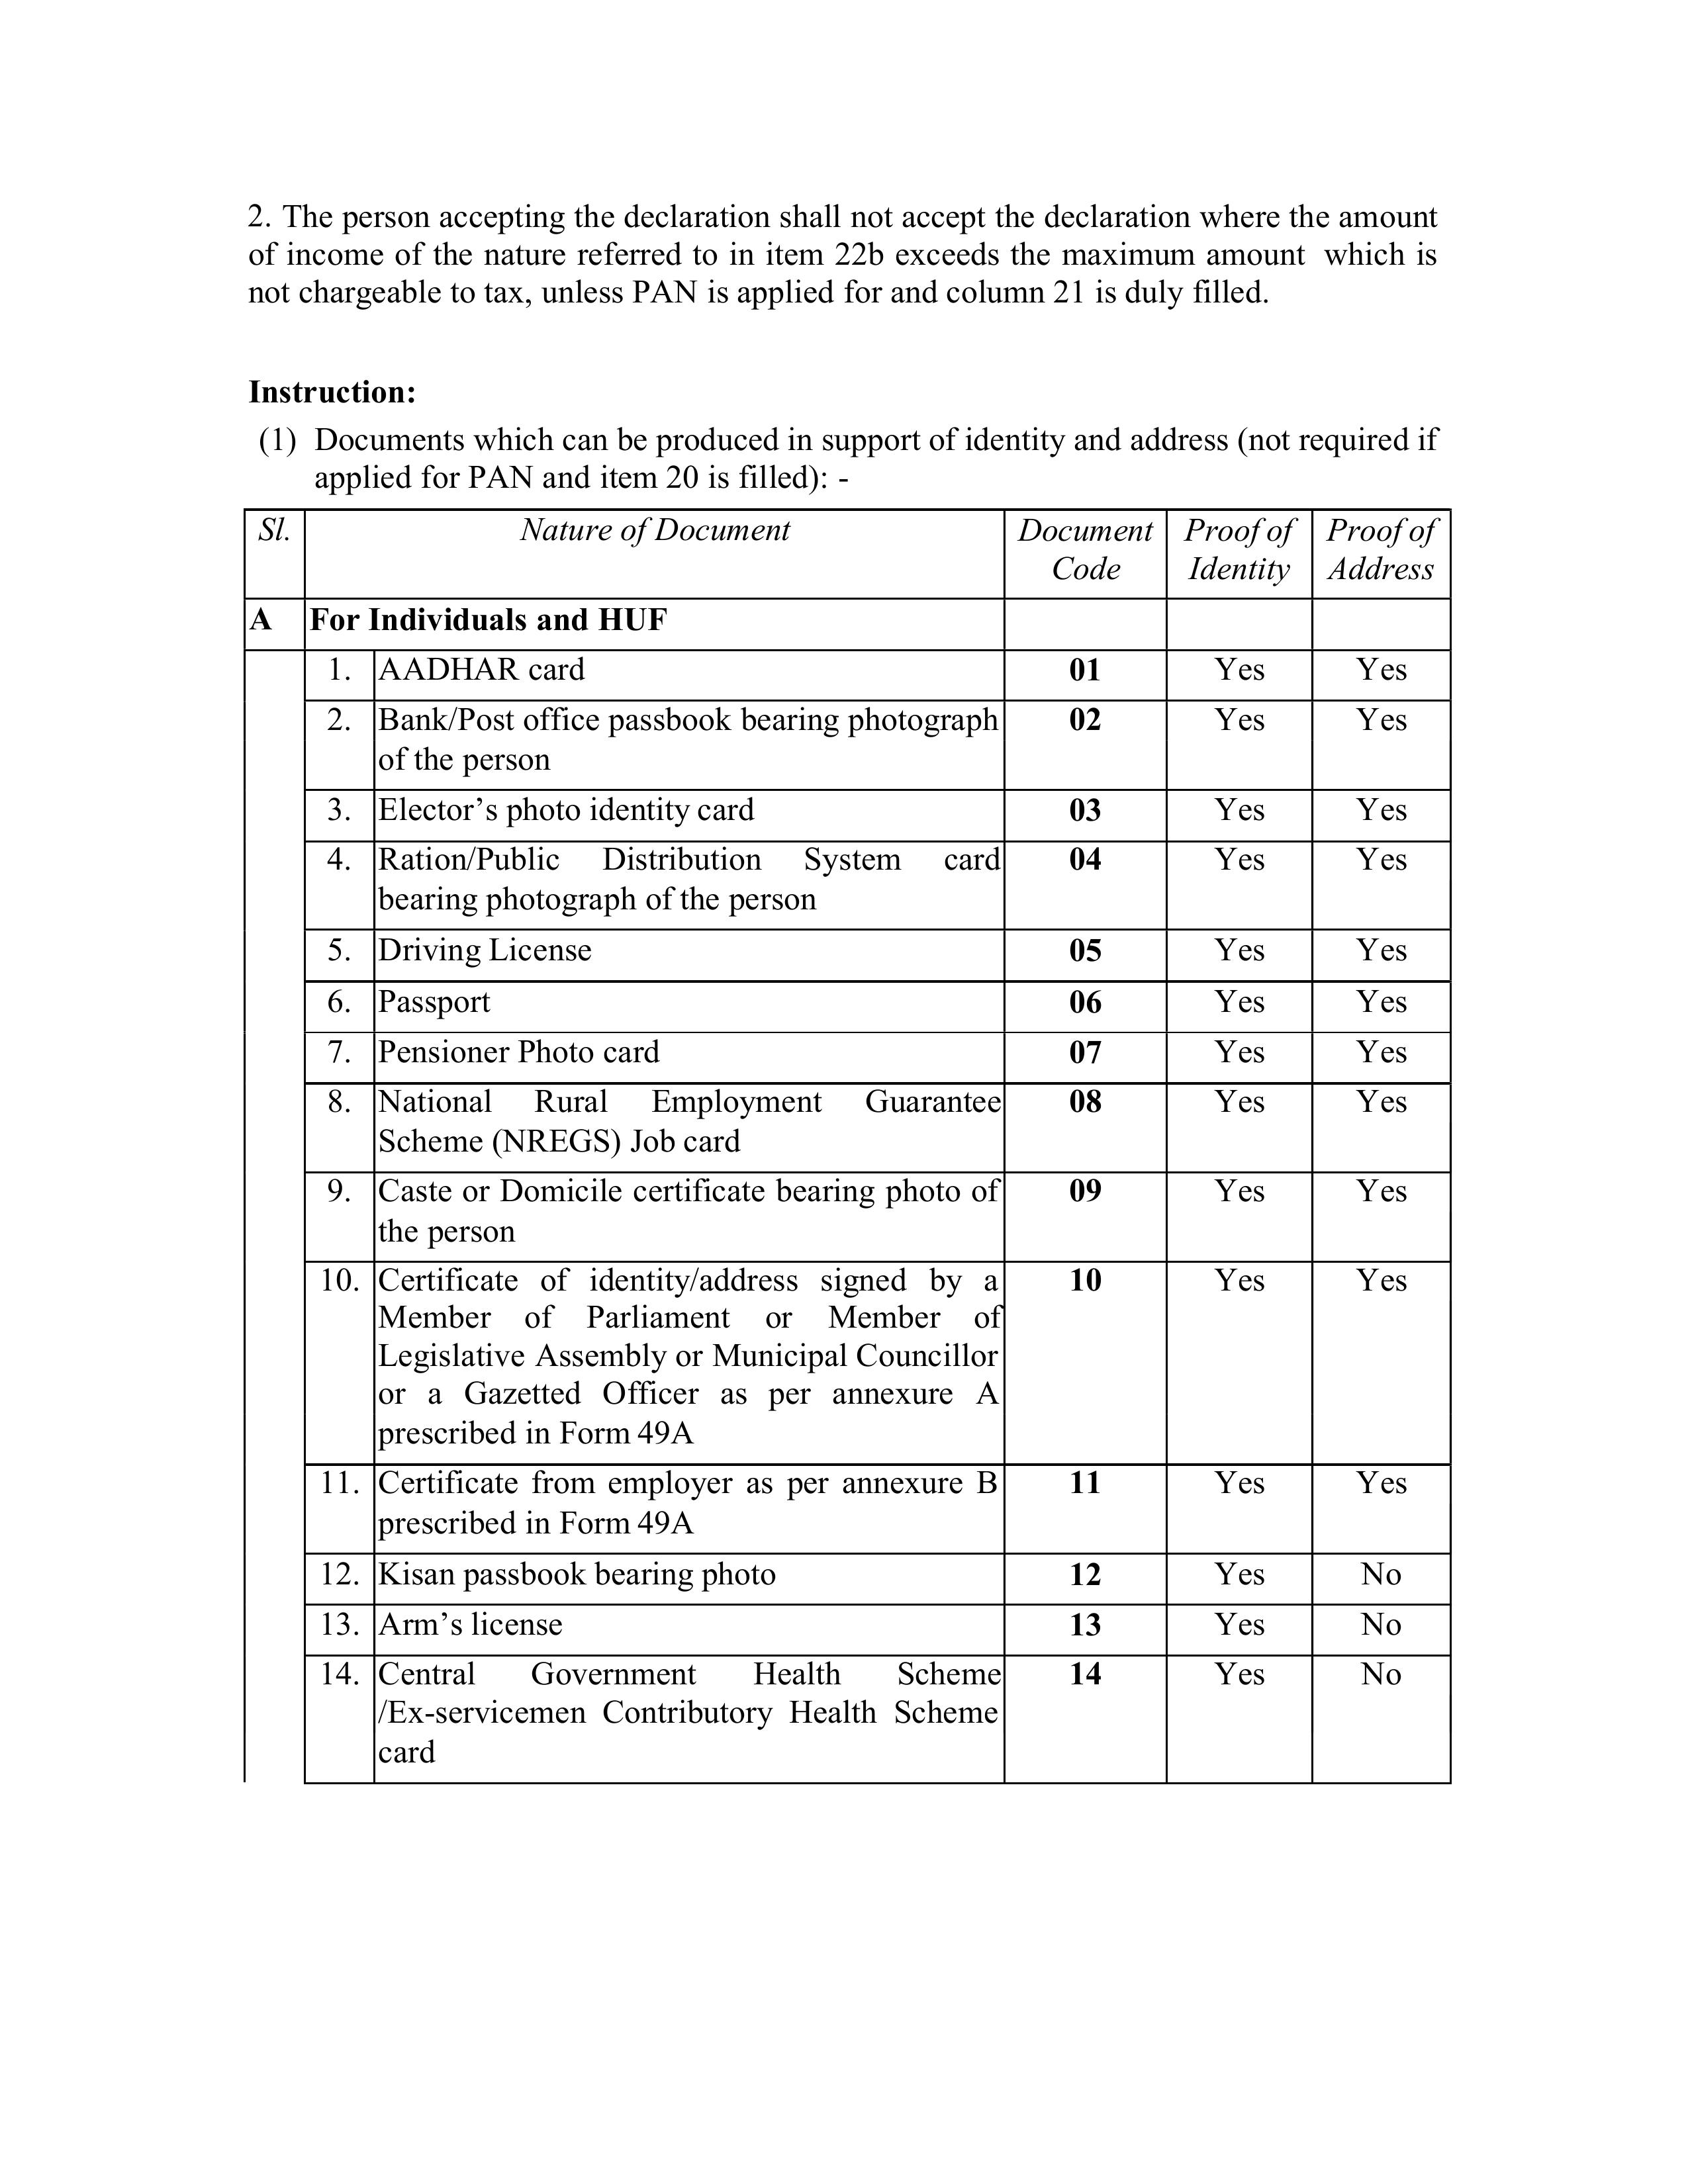 2. The person accepting the declaration shall not accept the declaration where the amount
of income of the nature referred to in item 22b exceeds the maximum amount which is
not chargeable to tax, unless PAN is applied for and column 21 is duly filled.
Instruction:
(1) Documents which can be produced in support of identity and address (not required if
applied for PAN and item 20 is filled): -
Sl. Nature of Document Document Proof of Proof of
Code Identity Address
A For Individuals and HUF
1. AADHAR card 01 Yes Yes
2. Bank/Post office passbook bearing photograph 02 Yes Yes
of the person
3. Elector’s photo identity card 03 Yes Yes
4. Ration/Public Distribution System card 04 Yes Yes
bearing photograph of the person
5. Driving License 05 Yes Yes
6. Passport 06 Yes Yes
7. Pensioner Photo card 07 Yes Yes
8. National Rural Employment Guarantee 08 Yes Yes
Scheme (NREGS) Job card
9. Caste or Domicile certificate bearing photo of 09 Yes Yes
the person
10. Certificate of identity/address signed by a 10 Yes Yes
Member of Parliament or Member of
Legislative Assembly or Municipal Councillor
or a Gazetted Officer as per annexure A
prescribed in Form 49A
11. Certificate from employer as per annexure B 11 Yes Yes
prescribed in Form 49A
12. Kisan passbook bearing photo 12 Yes No
13. Arm’s license 13 Yes No
14. Central Government Health Scheme 14 Yes No
/Ex-servicemen Contributory Health Scheme
card